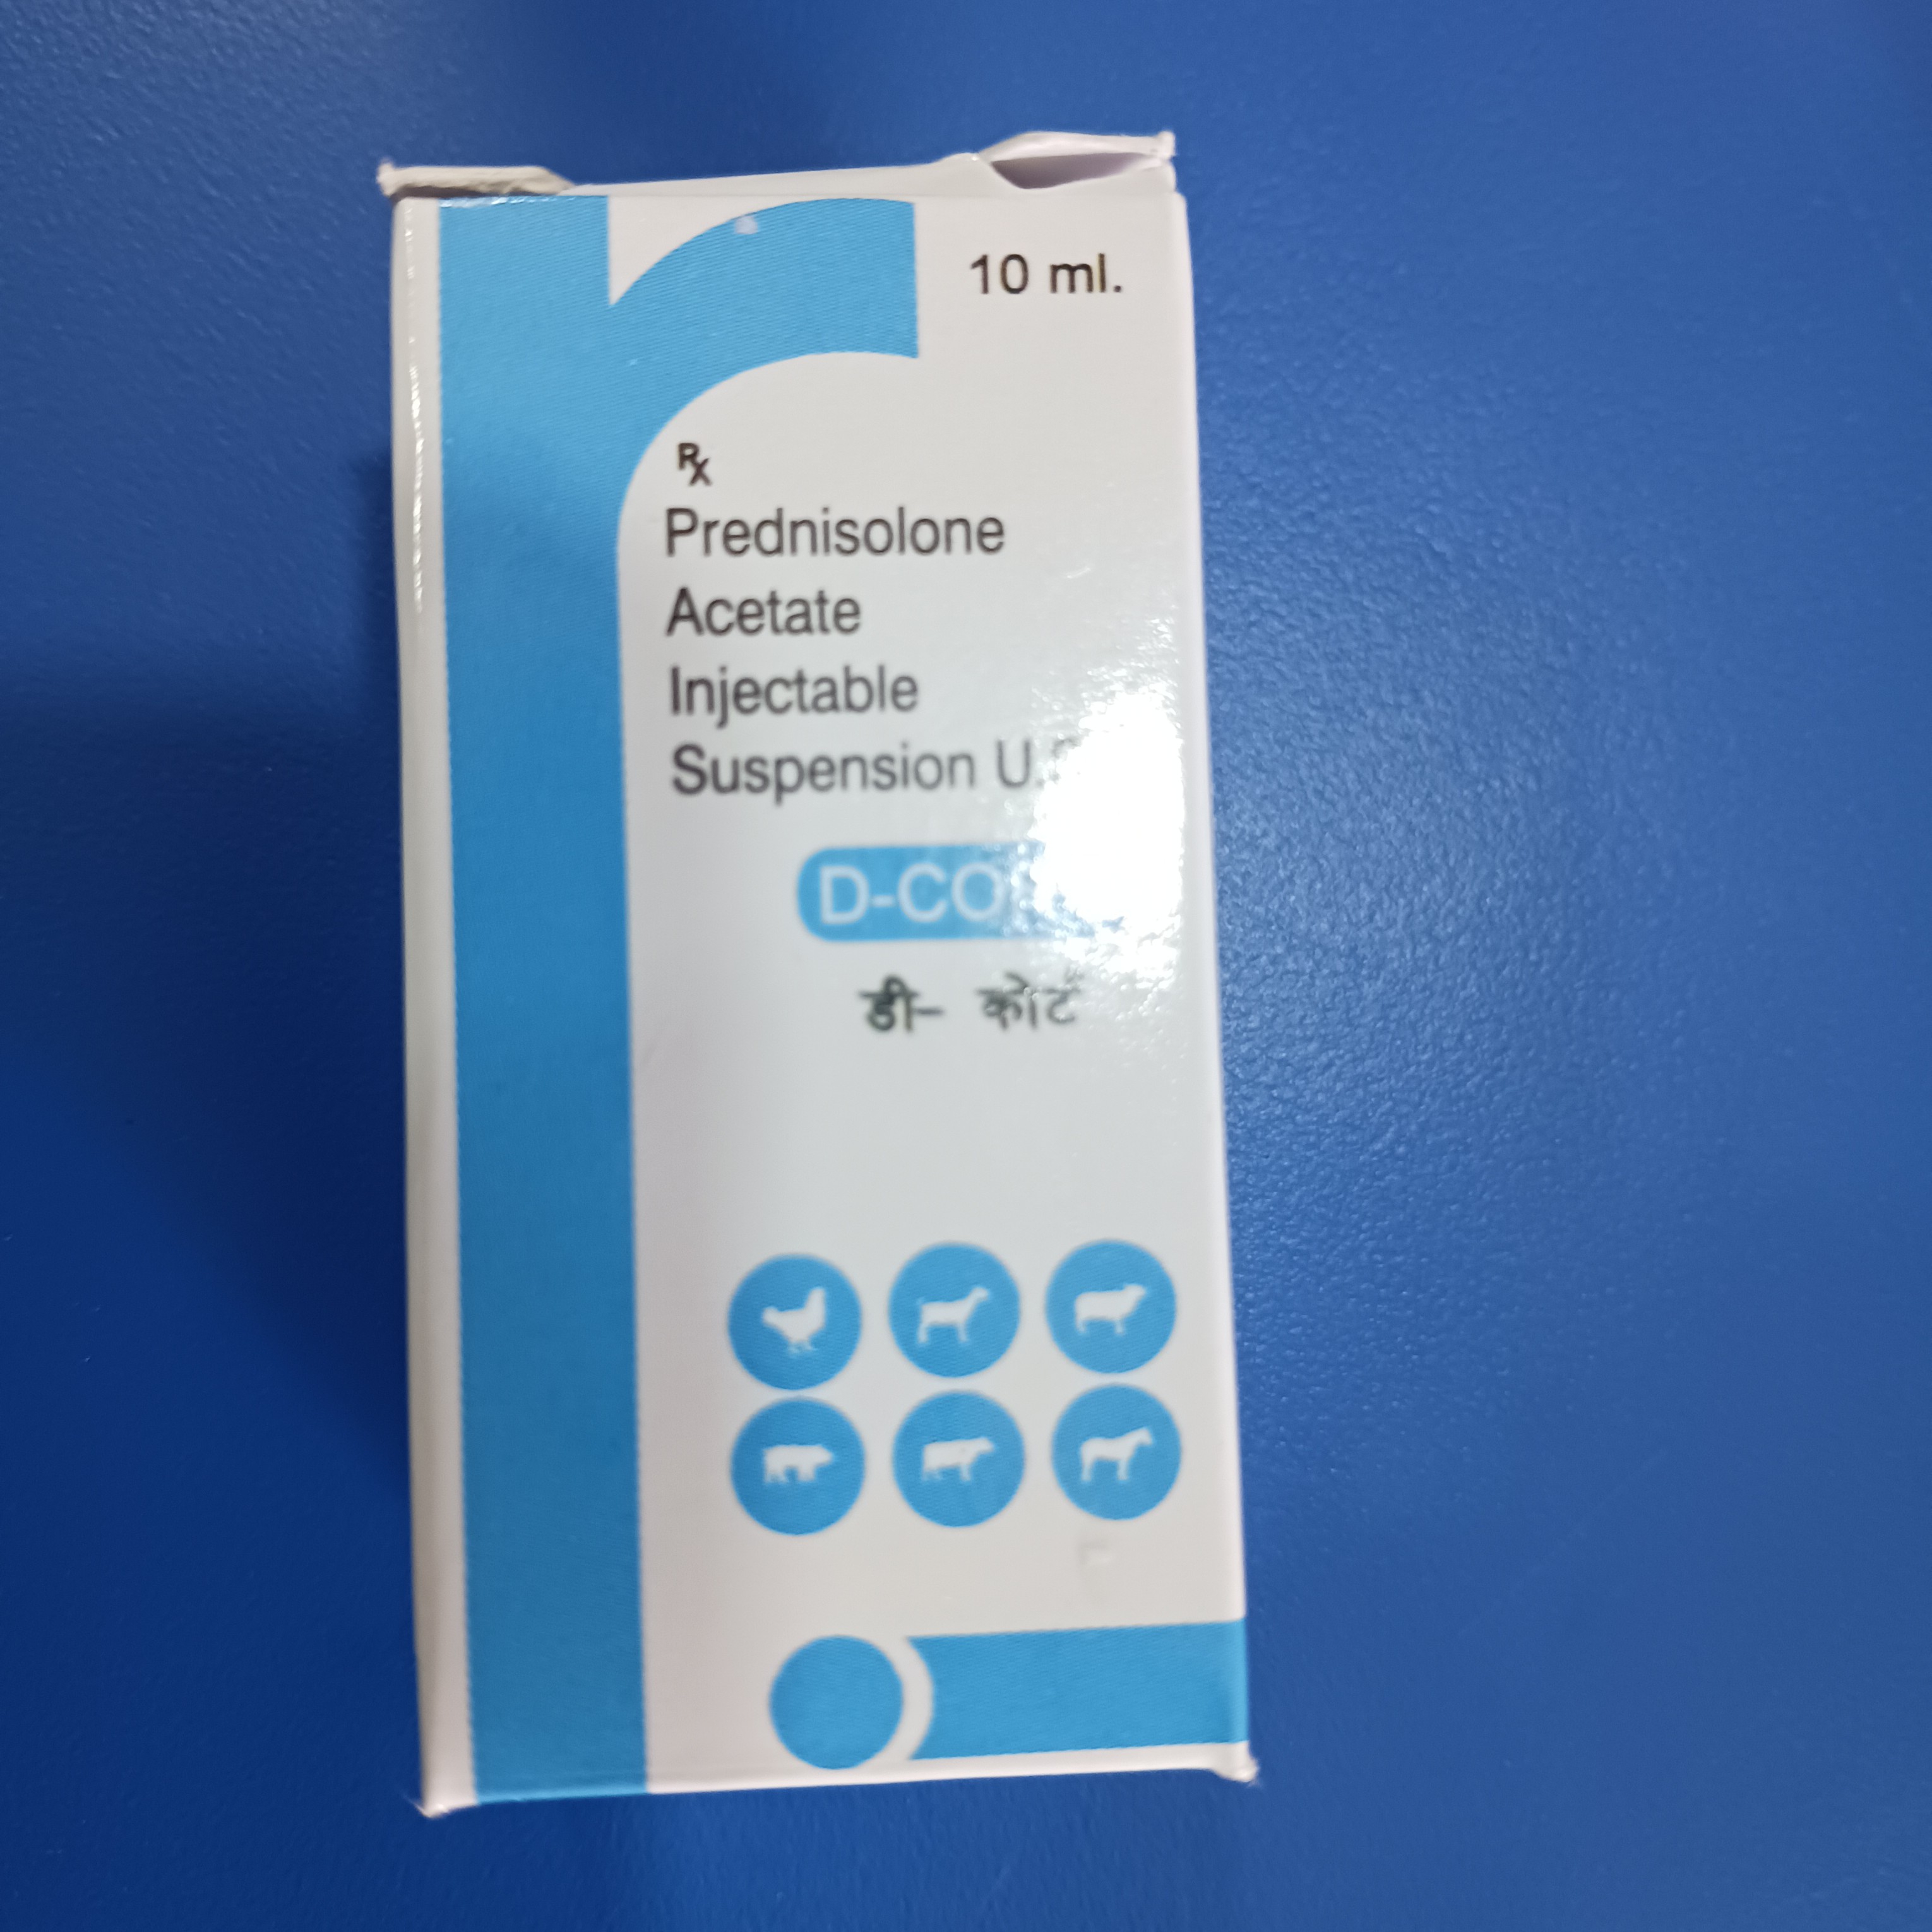 10 ml.
Rx
Prednisolone
Acetate
Injectable
Suspension
डी- कोर्ट